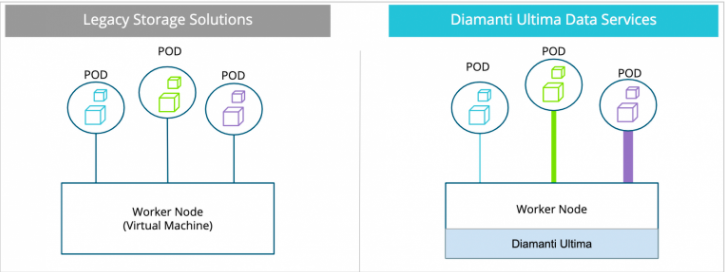 Legacy Storage Solutions
POD
POD
POD
Worker Node
(Virtual Machine)
Diamanti Ultima Data Services
POD
POD
POD
Worker Node
Diamanti Ultima